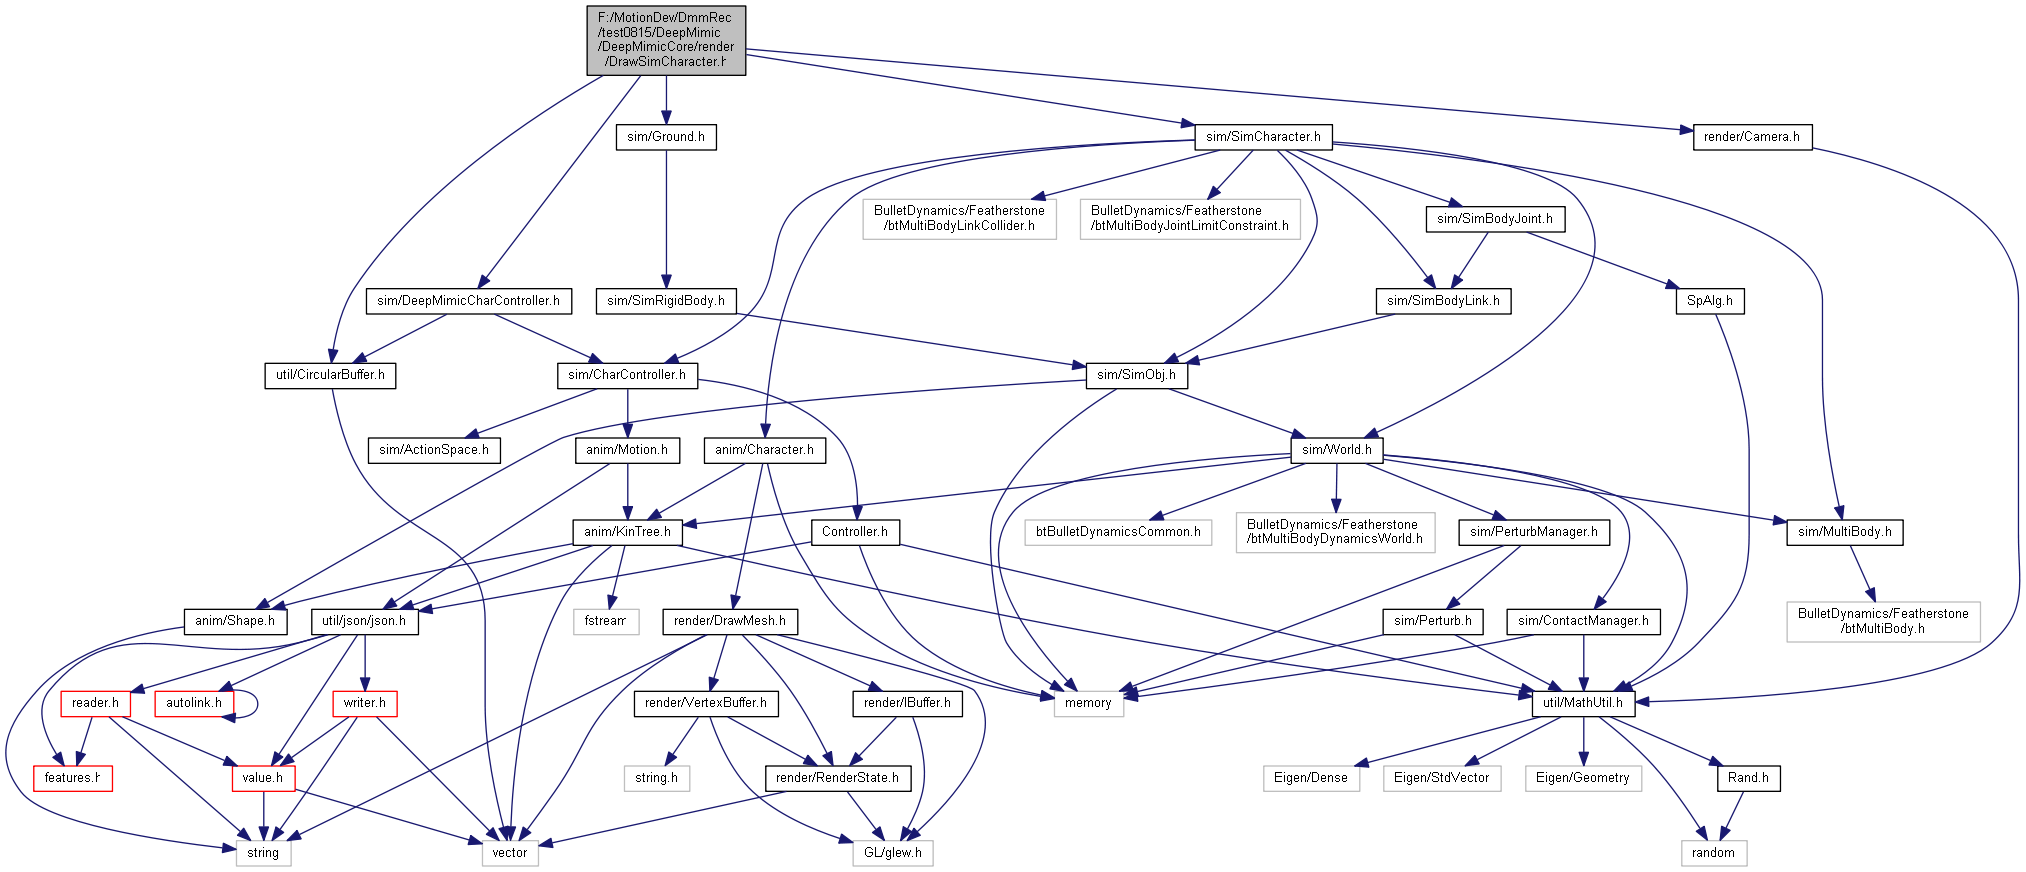 F:/MotionDev/DmmRec
/test0815/DeepMimic
/DeepMimicCore/render
/DrawSimCharacter.h
sim/Ground.h
sim/SimCharacter.h
render/Camera.h
BulletDynamics/Featherstone
/btMultiBodyLinkCollider.h
BulletDynamics/Featherstone
/btMultiBodyJointLimitConstraint.h
sim/SimBodyJoint.h
sim/DeepMimicCharController.h
sim/SimRigidBody.h
sim/SimBodyLink.h
SpAlg.h
util/CircularBuffer.h
sim/CharController.h
sim/SimObj.h
sim/ActionSpace.h
anim/Motion.h
anim/Character.h
sim/World.h
anim/KinTree.h
Controller.h
btBulletDynamicsCommon.h
BulletDynamics/Featherstone
/btMultiBodyDynamicsWorld.h
sim/PerturbManager.h
sim/MultiBody.h
anim/Shape.h
util/json/json.h
fstream
render/DrawMesh.h
sim/Perturb.h
sim/ContactManager.h
BulletDynamics/Featherstone
/btMultiBody.h
reader.h
autolink.h
writer.h
render/VertexBuffer.h
render/IBuffer.h
memory
util/MathUtil.h
features.h
value.h
string.h
render/RenderState.h
Eigen/Dense
Eigen/StdVector
Eigen/Geometry
Rand.h
string
vector
GL/glew.h
random